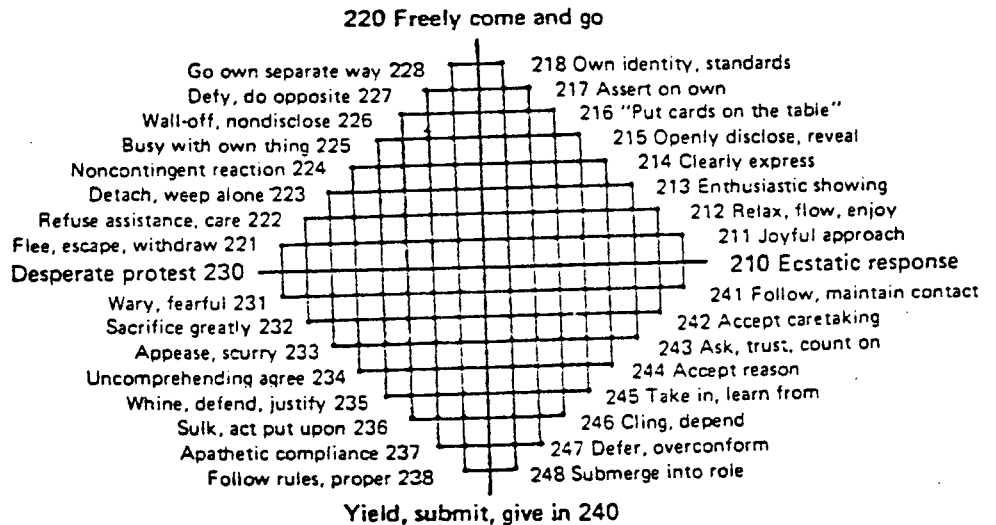 220 Freely come and go
Go own separate way 228
218 Own identity, standards
Defy, do opposite 227
217 Assert on own
Wall-off, nondisclose 226
216 "Put cards on the table"
Busy with own thing 225
215 Openly disclose, reveal
Noncontingent reaction 224
214 Clearly express
Detach, weep alone 223
213 Enthusiastic showing
Refuse assistance, care 222
212 Relax, flow, enjoy
Flee, escape, withdraw 221
211 Joyful approach
Desperate protest 230
210 Ecstatic response
Wary, fearful 231
241 Follow, maintain contact
Sacrifice greatly 232
242 Accept caretaking
Appease, scurry 233
243 Ask, trust, count on
Uncomprehending agree 234
244 Accept reason
Whine, defend, justify 235
245 Take in, learn from
Sulk, act put upon 236
246 Cling, depend
Apathetic compliance 237
247 Defer, overconform
Follow rules, proper 238
248 Submerge into role
Yield, submit, give in 240